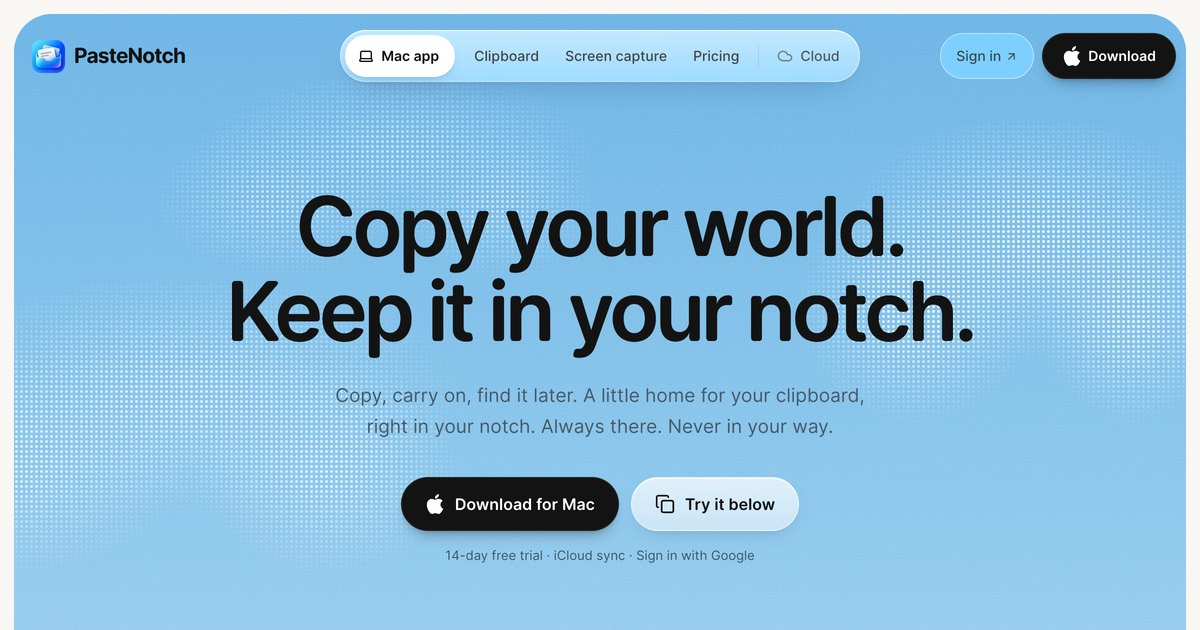 PasteNotch
Mac app
Clipboard
Screen capture
Pricing
Cloud
Sign in ↗
Download
Copy your world.
Keep it in your notch.
Copy, carry on, find it later. A little home for your clipboard,
right in your notch. Always there. Never in your way.
Download for Mac
Try it below
14-day free trial · iCloud sync · Sign in with Google